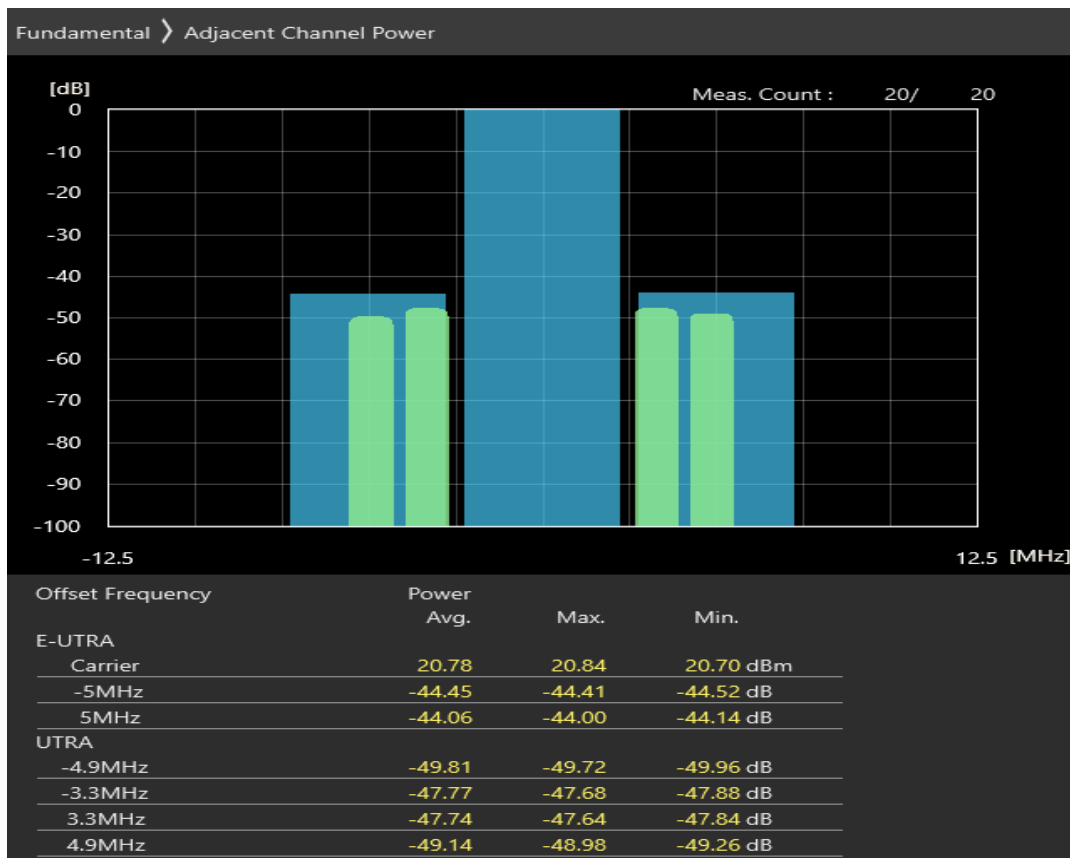 Fundamental 〉 Adjacent Channel Power
[dB]
Meas. Count : 20/ 20
0
-10
-20
-30
-40
-50
-60
-70
-80
-90
-100
-12.5 12.5 [MHz]
Offset Frequency Power
Avg. Max. Min.
E-UTRA
Carrier 20.78 20.84 20.70 dBm
-5MHz -44.45 -44.41 -44.52 dB
5MHz -44.06 -44.00 -44.14 dB
UTRA
-4.9MHz -49.81 -49.72 -49.96 dB
-3.3MHz -47.77 -47.68 -47.88 dB
3.3MHz -47.74 -47.64 -47.84 dB
4.9MHz -49.14 -48.98 -49.26 dB